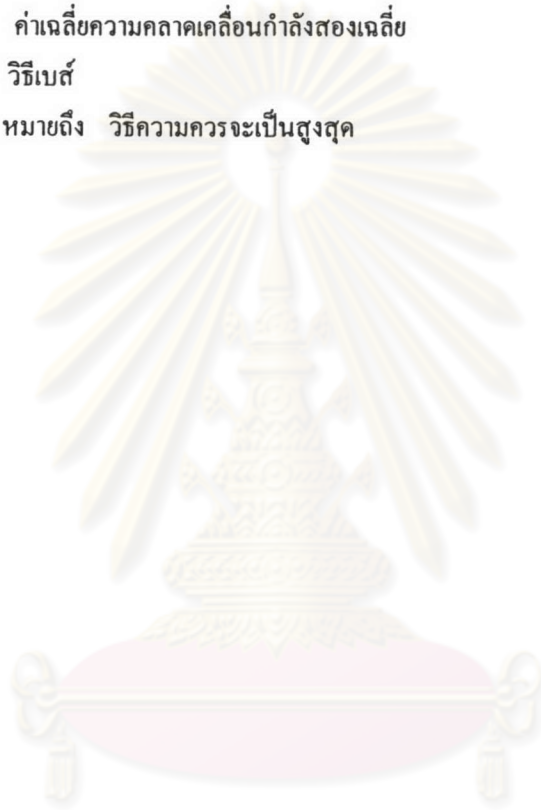 ค่าเฉลี่ยความคลาดเคลื่อนกำลังสองเฉลี่ย
วิธีเบส์
หมายถึง วิธีความควรจะเป็นสูงสุด